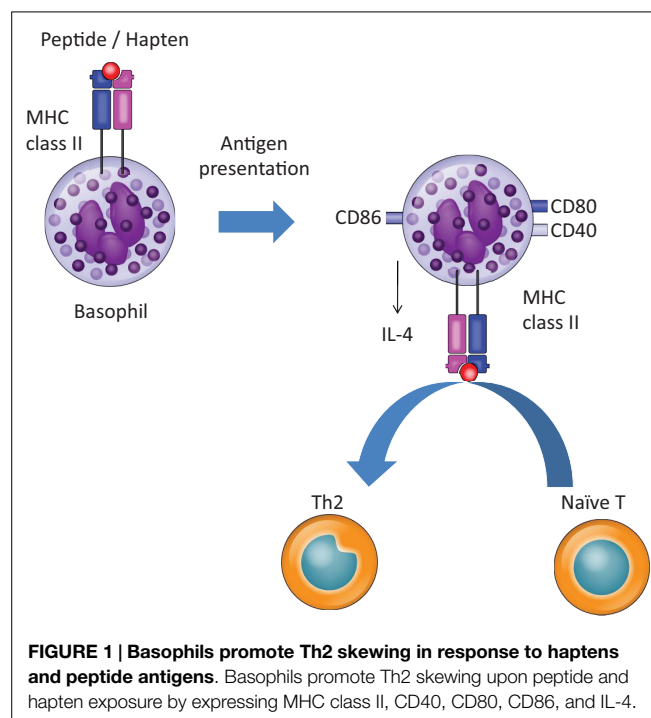 Peptide / Hapten
MHC
class II
Antigen
presentation
Basophil
CD86
CD80
CD40
IL-4
MHC
class II
Th2
Naïve T
FIGURE 1 | Basophils promote Th2 skewing in response to haptens
and peptide antigens. Basophils promote Th2 skewing upon peptide and
hapten exposure by expressing MHC class II, CD40, CD80, CD86, and IL-4.